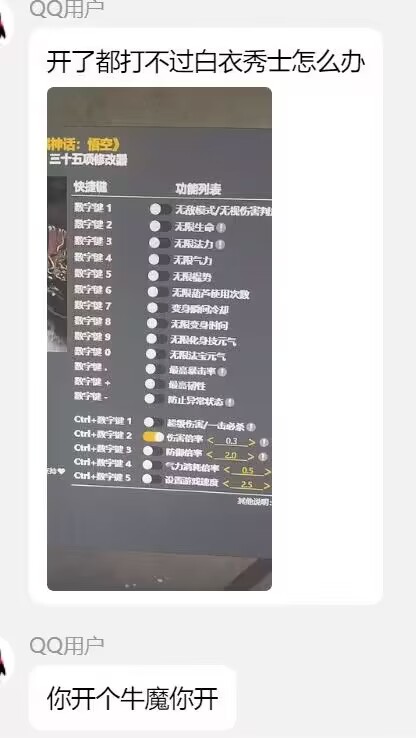 QQ用户
开了都打不过白衣秀士怎么办
神话：悟空》
三十五项修改器
快捷键 功能列表
数字键 1 无敌模式/无视伤害判
数字键 2 无限生命
数字键 3 无限法力
数字键 4 无限气力
数字键 5 无限棍势
数字键 6 无限葫芦使用次数
数字键 7 变身瞬间冷却
数字键 8 无限变身时间
数字键 9 无限化身技元气
数字键 0 无限法宝元气
数字键 . 最高暴击率
数字键 + 最高韧性
数字键 - 防止异常状态
Ctrl+数字键 1 超级伤害/一击必杀
Ctrl+数字键 2 伤害倍率 < 0.3 >
Ctrl+数字键 3 防御倍率 < 2.0 >
Ctrl+数字键 4 气力消耗倍率 < 0.5 >
Ctrl+数字键 5 设置游戏速度 < 2.5 >
其他说明：
QQ用户
你开个牛魔你开